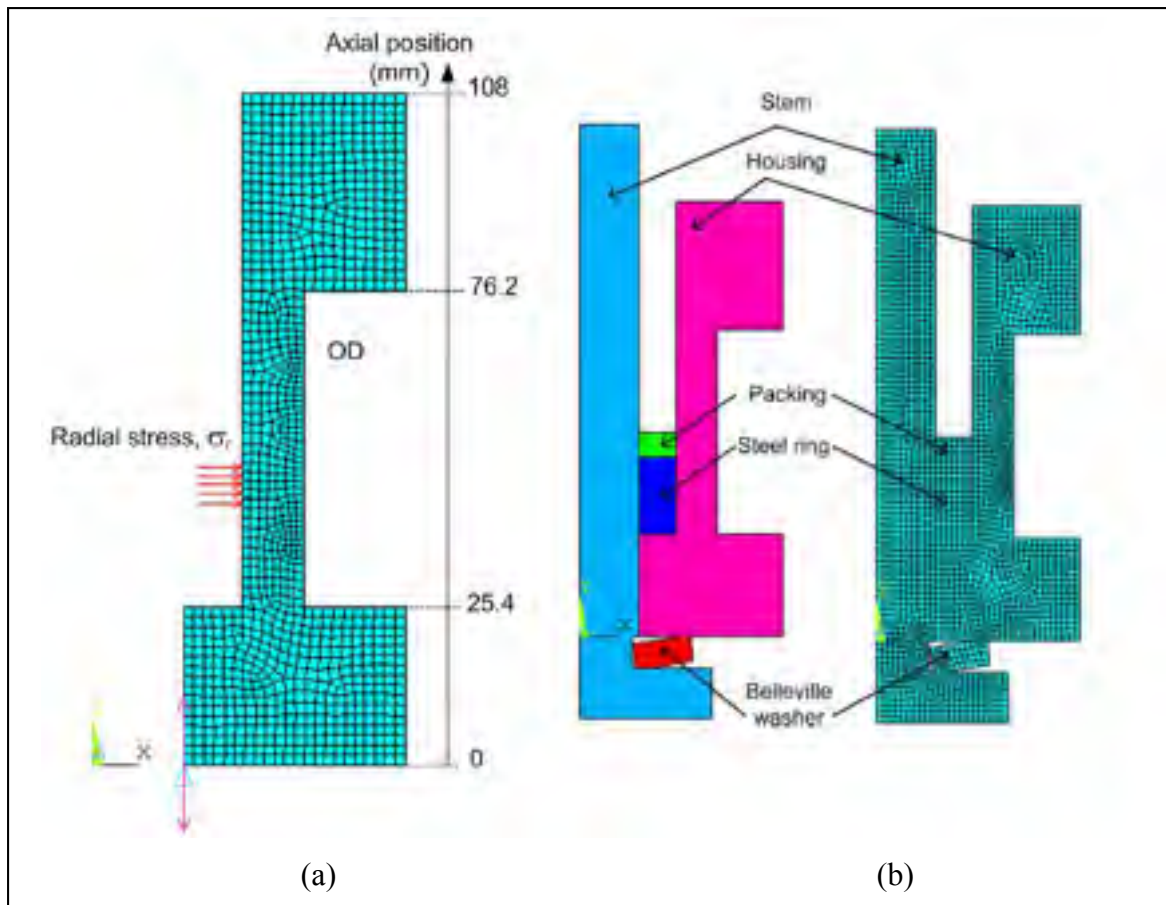 Axial position
(mm)
108
76.2
OD
Radial stress, σr
25.4
0
X
(a)
Stem
Housing
Packing
Steel ring
X
Belleville
washer
(b)